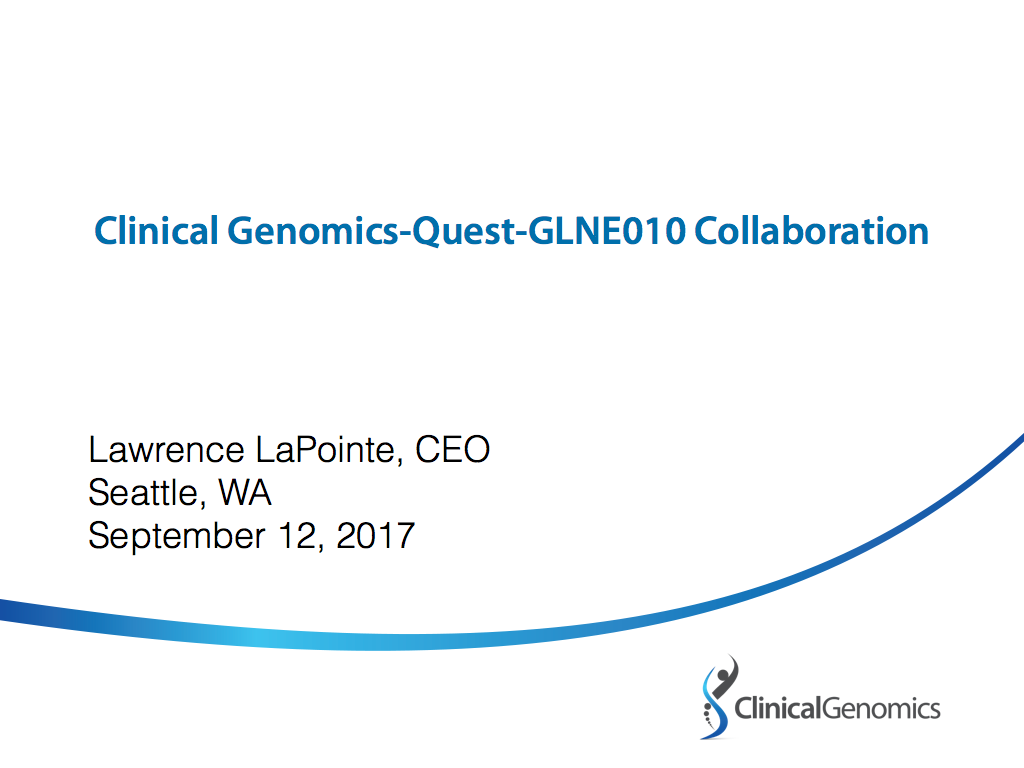 Clinical Genomics-Quest-GLNE010 Collaboration
Lawrence LaPointe, CEO
Seattle, WA
September 12, 2017
ClinicalGenomics